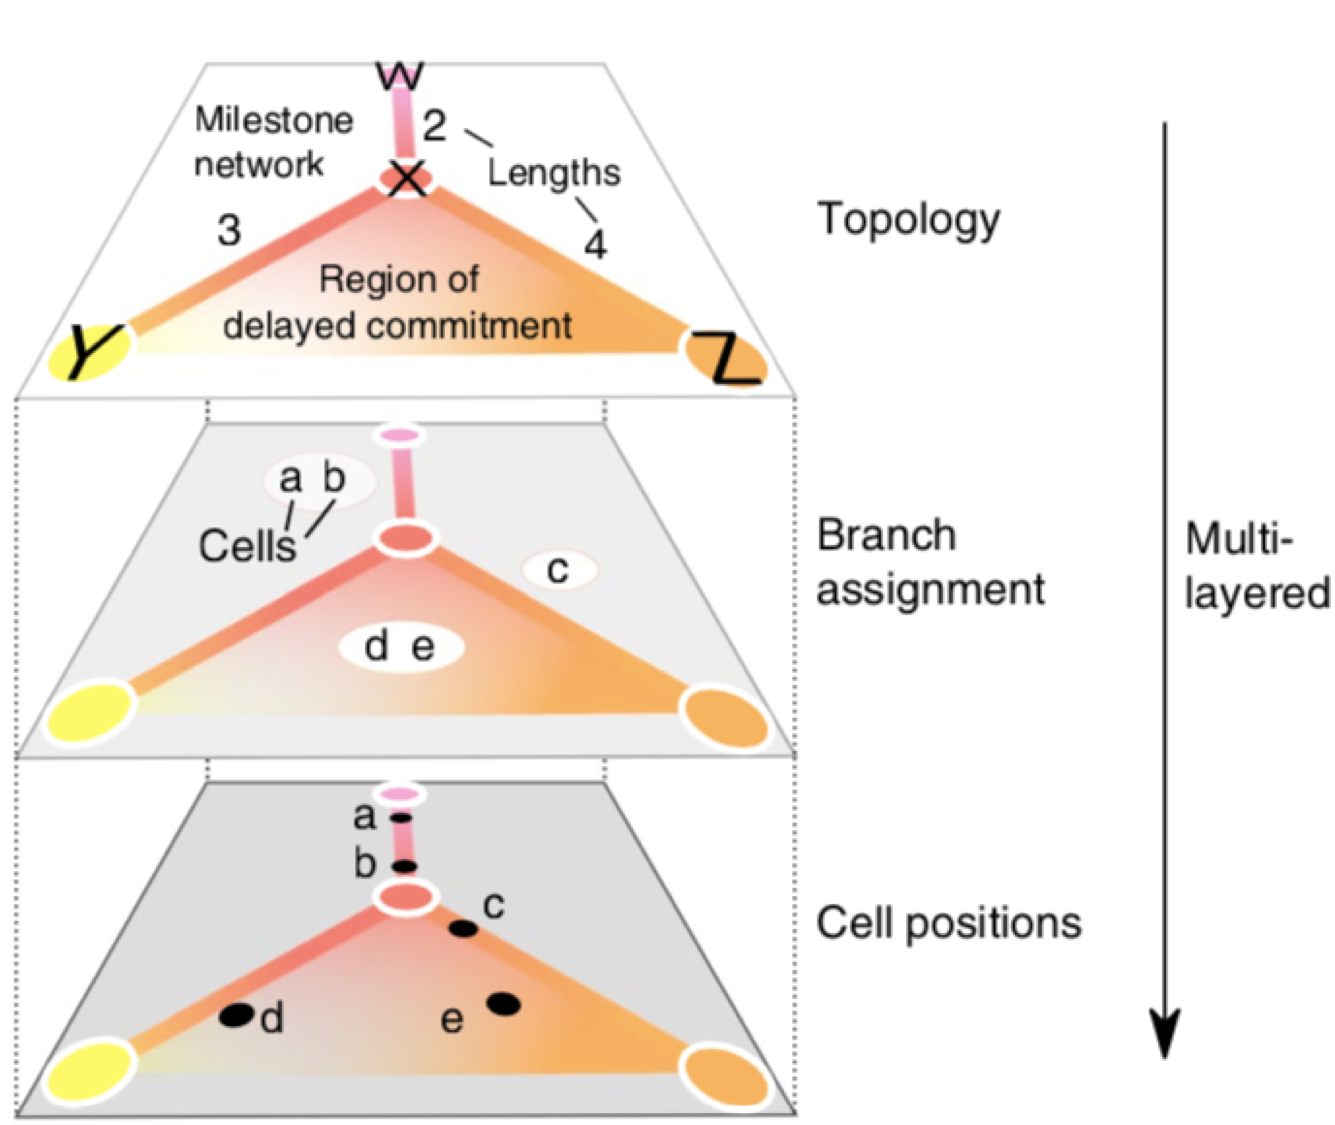 W
Milestone
network
2
Lengths
X
3
4
Topology
Region of
delayed commitment
Y
Z
a b
Cells
c
d e
Branch
assignment
Multi-
layered
a
b
c
d
e
Cell positions